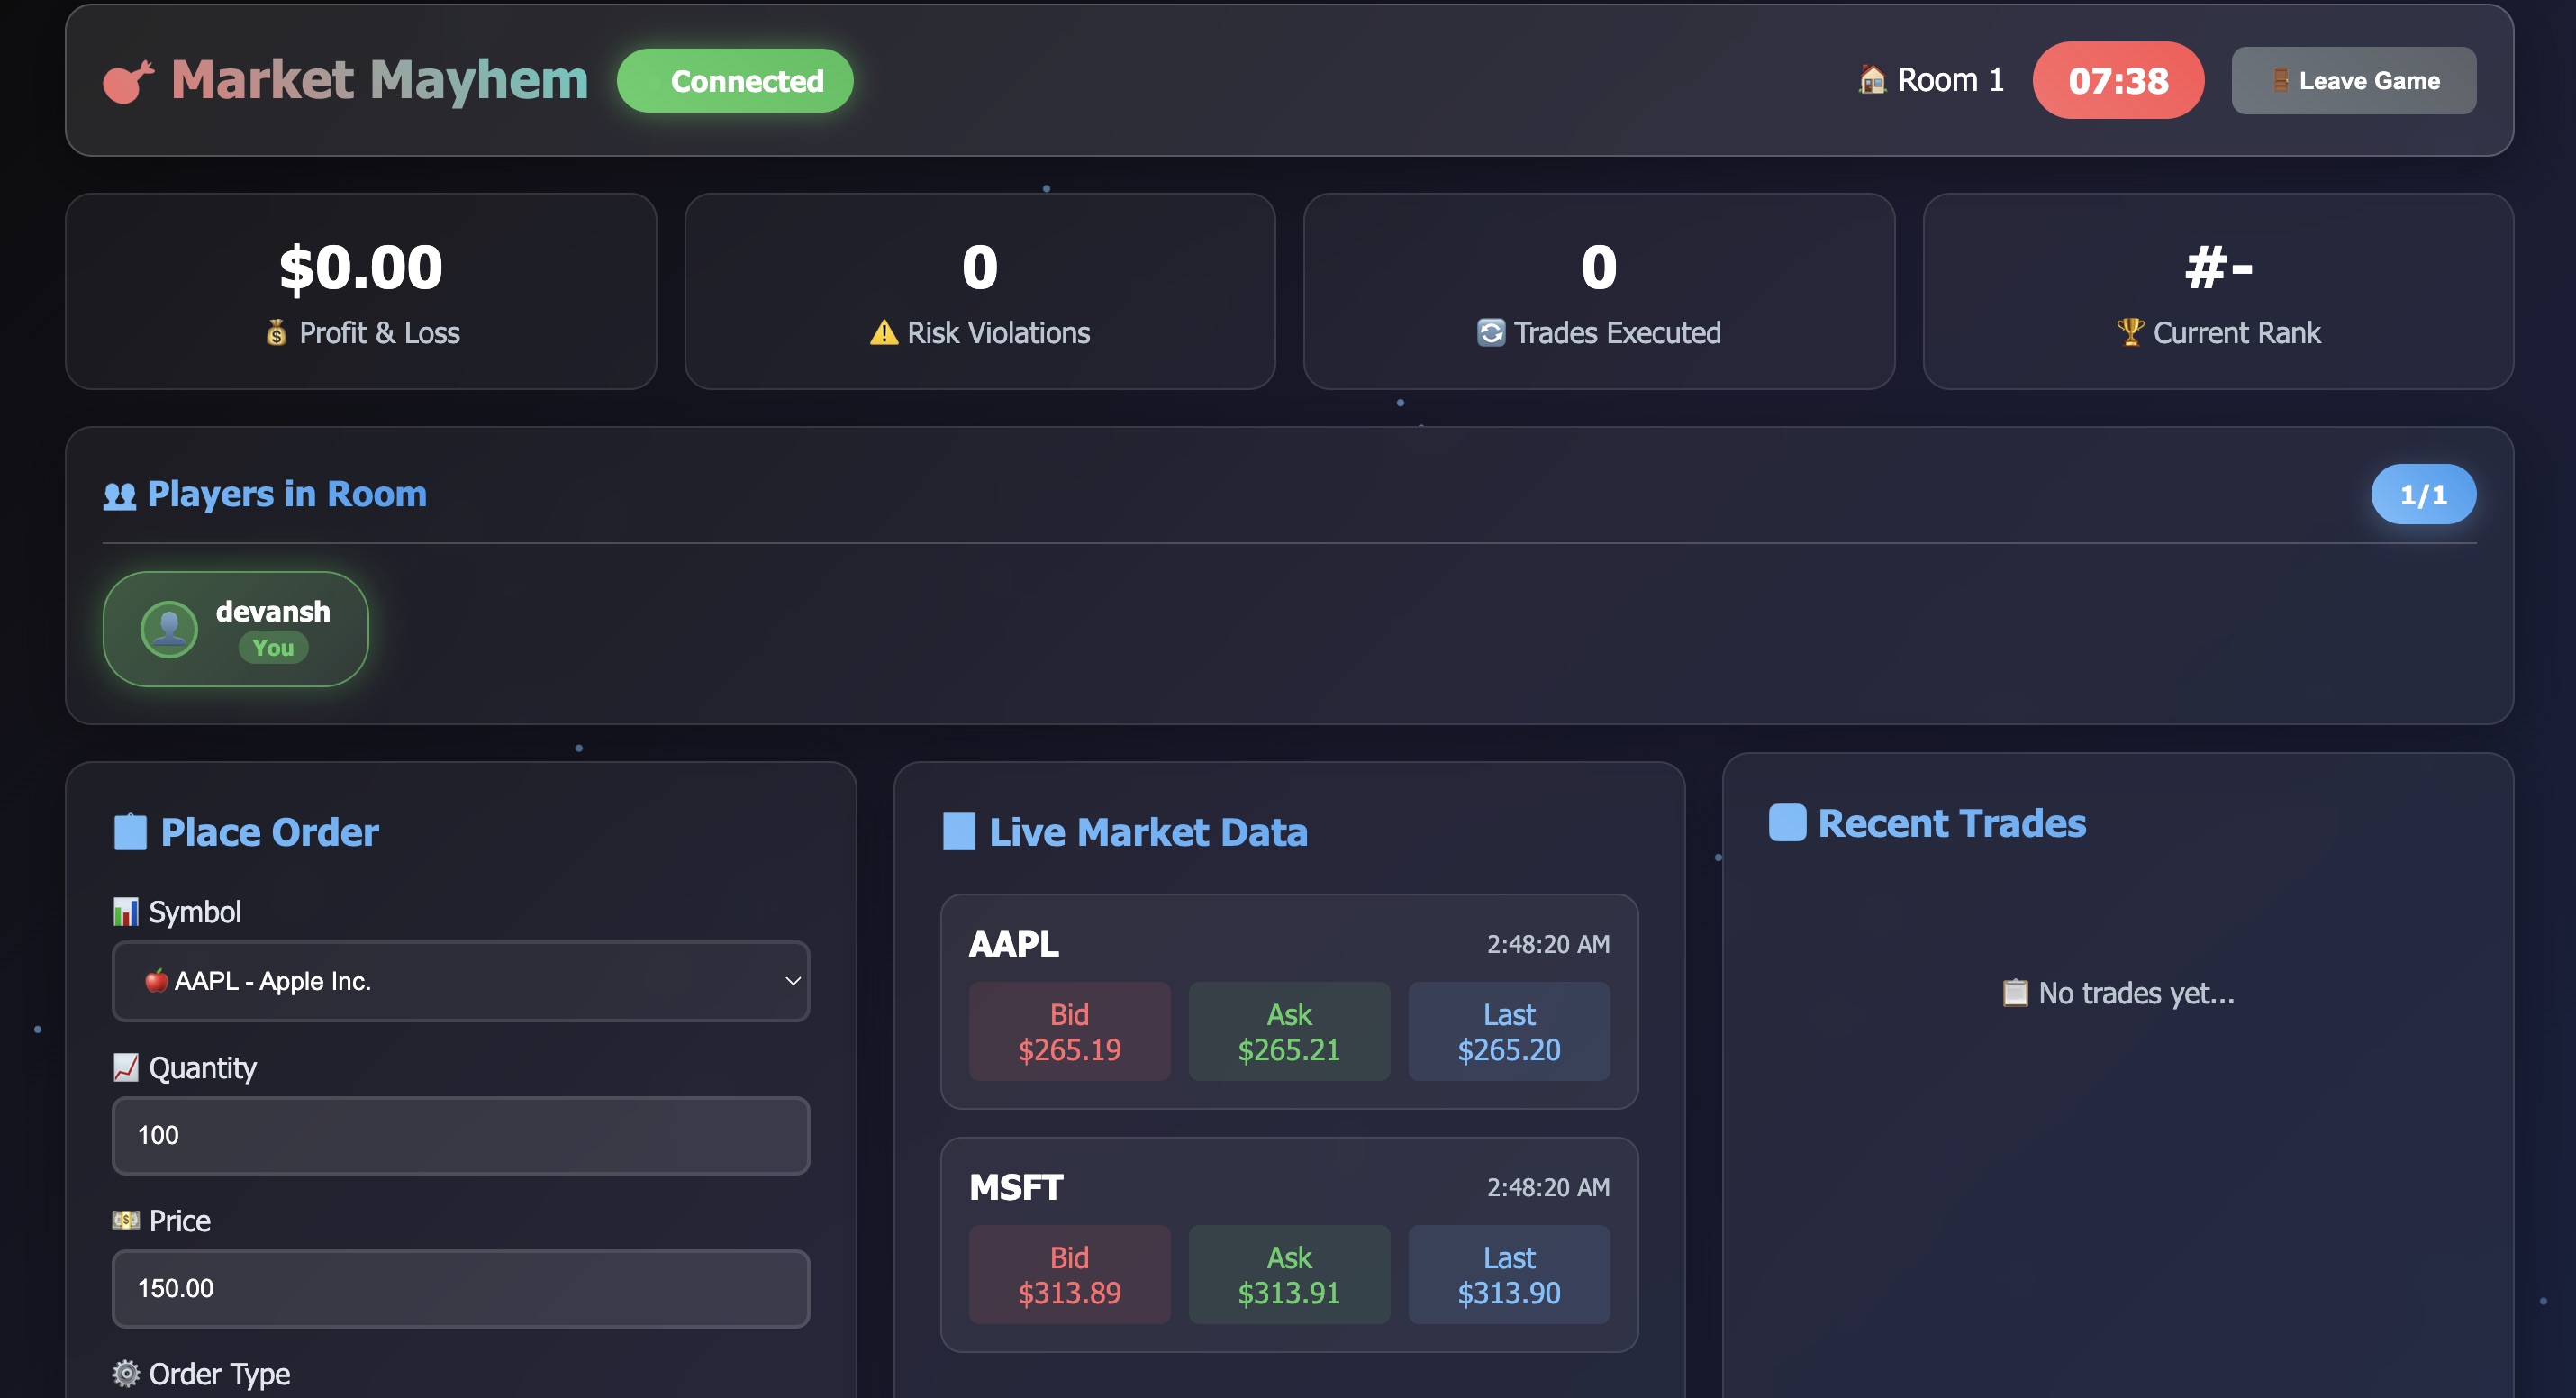 Market Mayhem
Connected
Room 1
07:38
Leave Game
$0.00
Profit & Loss
0
Risk Violations
0
Trades Executed
#-
Current Rank
Players in Room
1/1
devansh
You
Place Order
Symbol
AAPL - Apple Inc.
Quantity
100
Price
150.00
Order Type
Live Market Data
AAPL
2:48:20 AM
Bid
$265.19
Ask
$265.21
Last
$265.20
MSFT
2:48:20 AM
Bid
$313.89
Ask
$313.91
Last
$313.90
Recent Trades
No trades yet...